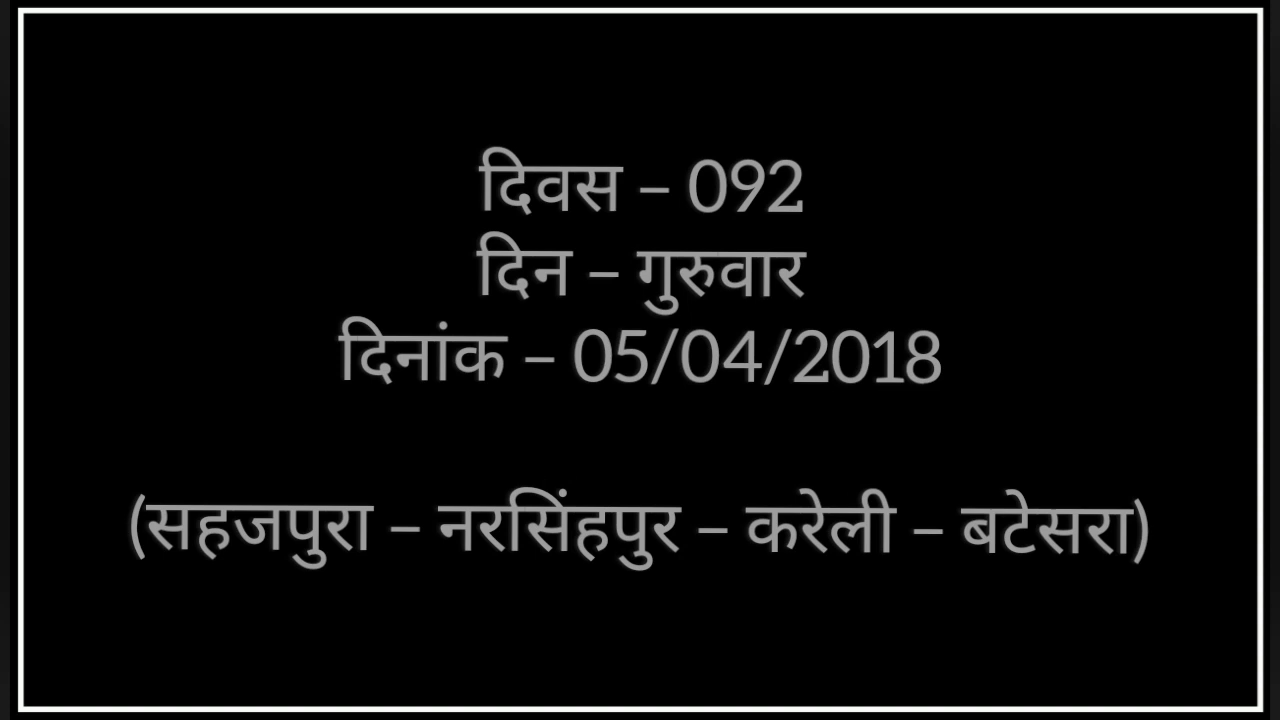 दिवस – 092
दिन – गुरुवार
दिनांक – 05/04/2018
(सहजपुरा – नरसिंहपुर – करेली – बटेसरा)